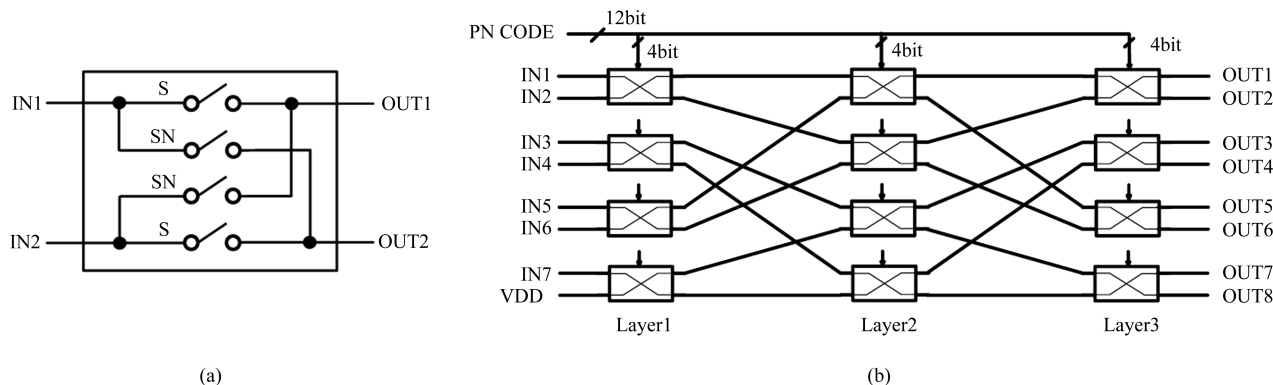 IN1
S
OUT1
SN
SN
IN2
S
OUT2
(a)
PN CODE
12bit
4bit
4bit
4bit
IN1
OUT1
IN2
OUT2
IN3
OUT3
IN4
OUT4
IN5
OUT5
IN6
OUT6
IN7
OUT7
VDD
OUT8
Layer1
Layer2
Layer3
(b)